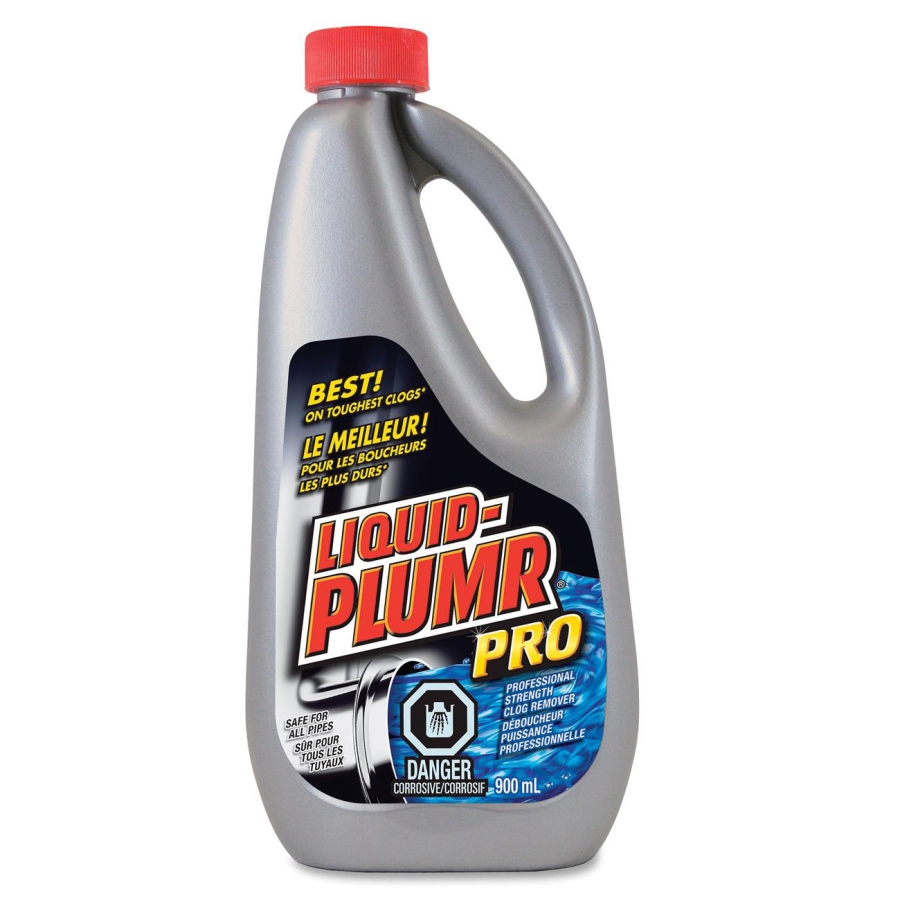 BEST!
ON TOUGHEST CLOGS*
LE MEILLEUR!
POUR LES BOUCHEURS
LES PLUS DURS*
LIQUID-
PLUMR®
PRO
PROFESSIONAL
STRENGTH
CLOG REMOVER
DÉBOUCHEUR
PUISSANCE
PROFESSIONNELLE
SAFE FOR
ALL PIPES
SÛR POUR
TOUS LES
TUYAUX
DANGER
CORROSIVE/CORROSIF
900 mL